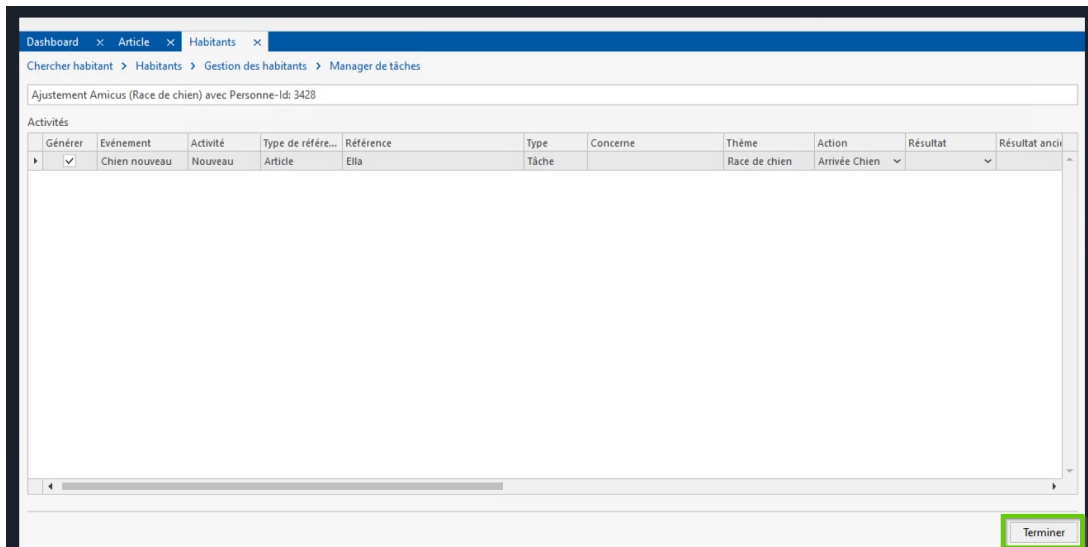 Dashboard × Article × Habitants ×
Chercher habitant > Habitants > Gestion des habitants > Manager de tâches
Ajustement Amicus (Race de chien) avec Personne-Id: 3428
Activités
Générer Evénement Activité Type de référe... Référence Type Concerne Thème Action Résultat Résultat ancie
Chien nouveau Nouveau Article Ella Tâche Race de chien Arrivée Chien
Terminer